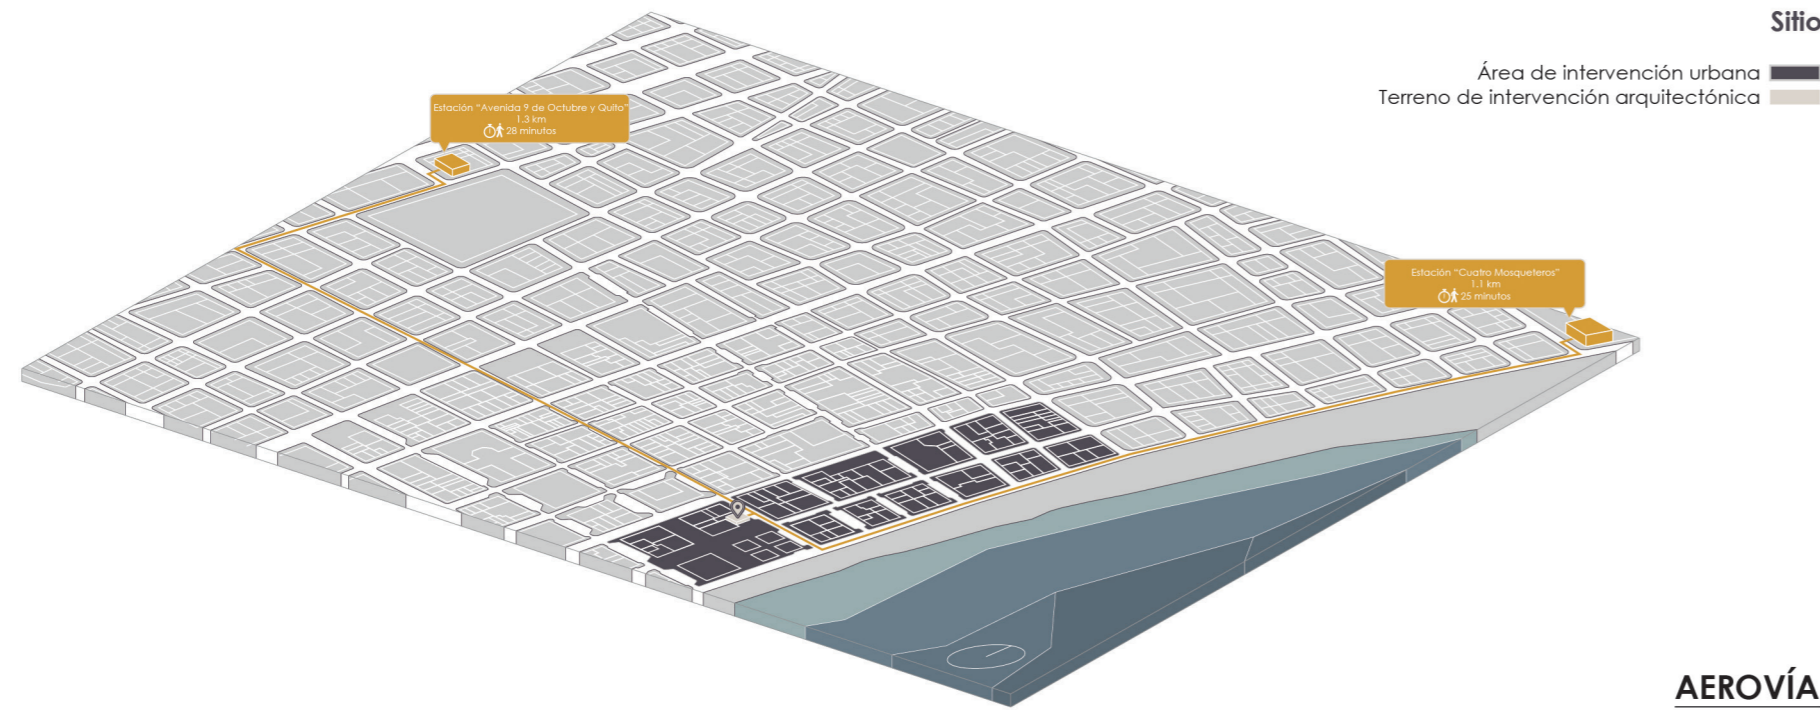 Sitio
Área de intervención urbana
Terreno de intervención arquitectónica
Estación "Avenida 9 de Octubre y Quito"
1.3 km
28 minutos
Estación "Cuatro Mosqueteros"
1.1 km
25 minutos
AEROVÍA